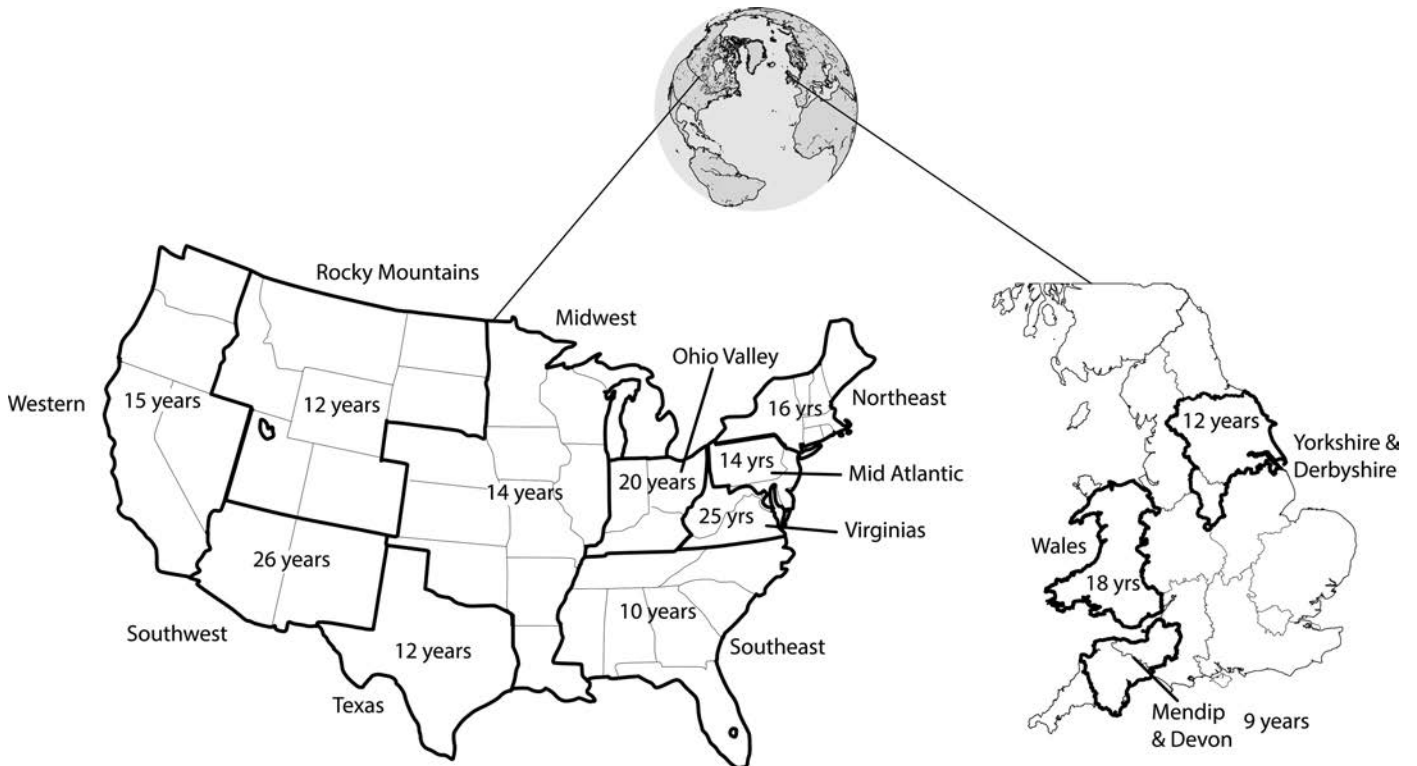 Rocky Mountains
Midwest
Ohio Valley
Western
15 years
12 years
16 yrs
Northeast
14 yrs
Mid Atlantic
14 years
20 years
25 yrs
Virginias
26 years
10 years
Southwest
12 years
Southeast
Texas
12 years
Yorkshire &
Derbyshire
Wales
18 yrs
Mendip
& Devon
9 years